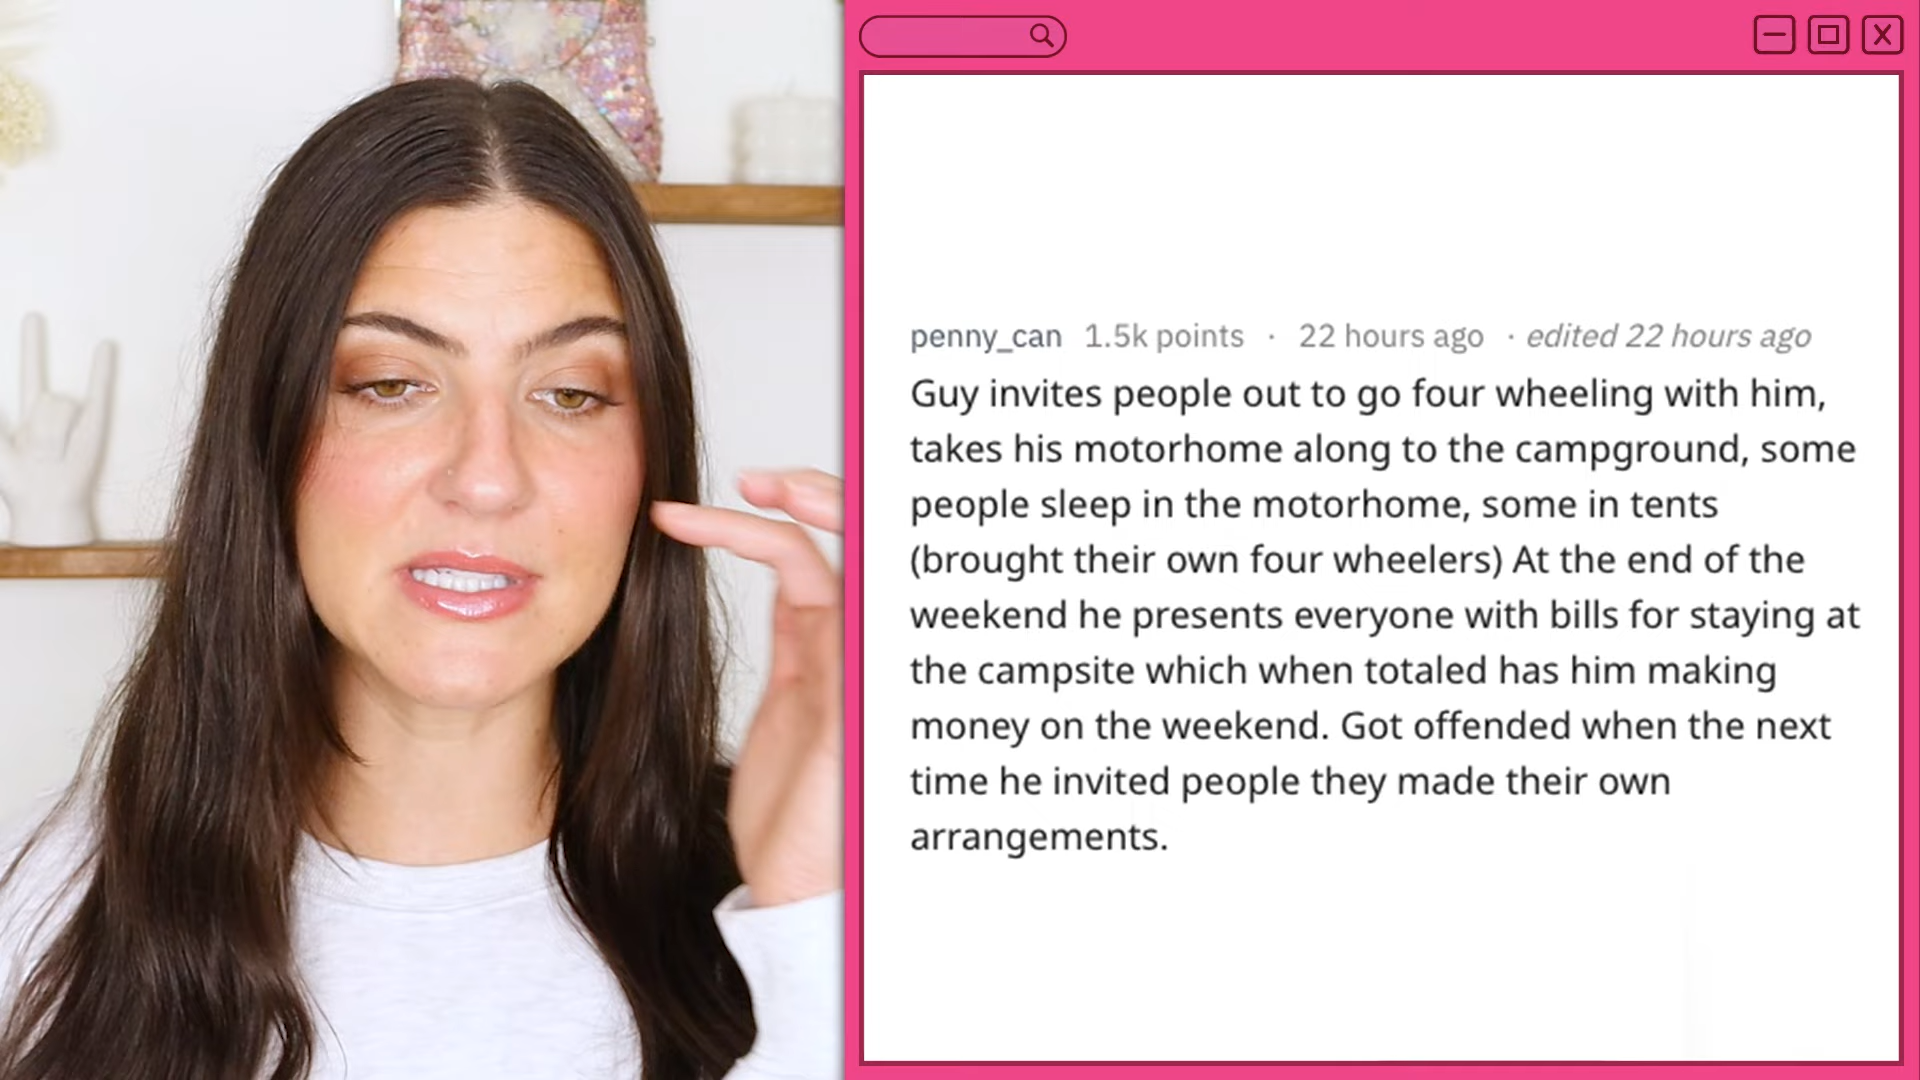 penny_can 1.5k points · 22 hours ago · edited 22 hours ago
Guy invites people out to go four wheeling with him,
takes his motorhome along to the campground, some
people sleep in the motorhome, some in tents
(brought their own four wheelers) At the end of the
weekend he presents everyone with bills for staying at
the campsite which when totaled has him making
money on the weekend. Got offended when the next
time he invited people they made their own
arrangements.